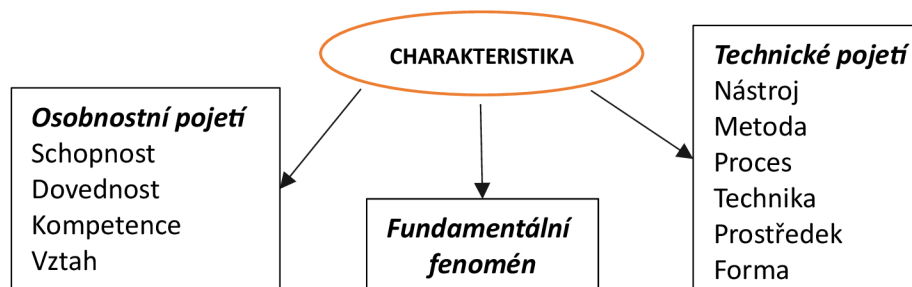 CHARAKTERISTIKA
Osobnostní pojetí
Schopnost
Dovednost
Kompetence
Vztah
Fundamentální
fenomén
Technické pojetí
Nástroj
Metoda
Proces
Technika
Prostředek
Forma